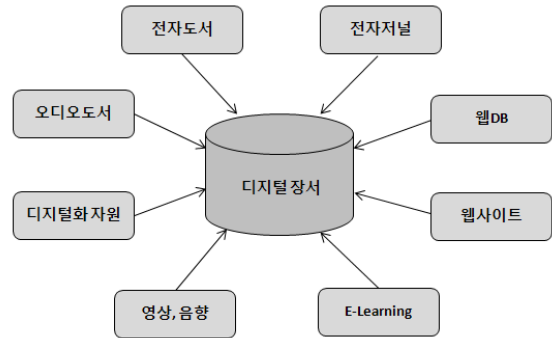 전자도서
전자저널
오디오도서
웹DB
디지털 장서
디지털화 자원
웹사이트
영상, 음향
E-Learning